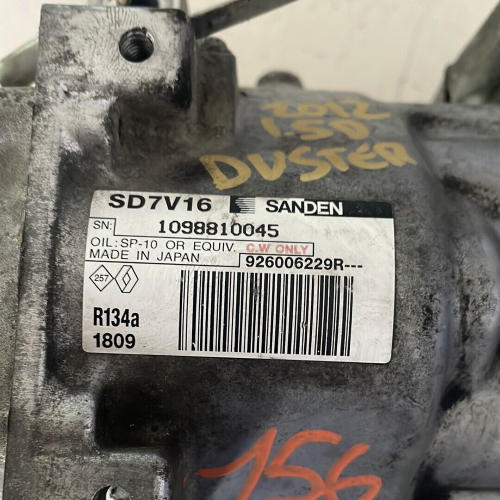 2012
1.5D
DUSTER
SD7V16 SANDEN
SN: 1098810045
OIL: SP-10 OR EQUIV. C.W ONLY
MADE IN JAPAN 926006229R---
257
R134a
1809
156